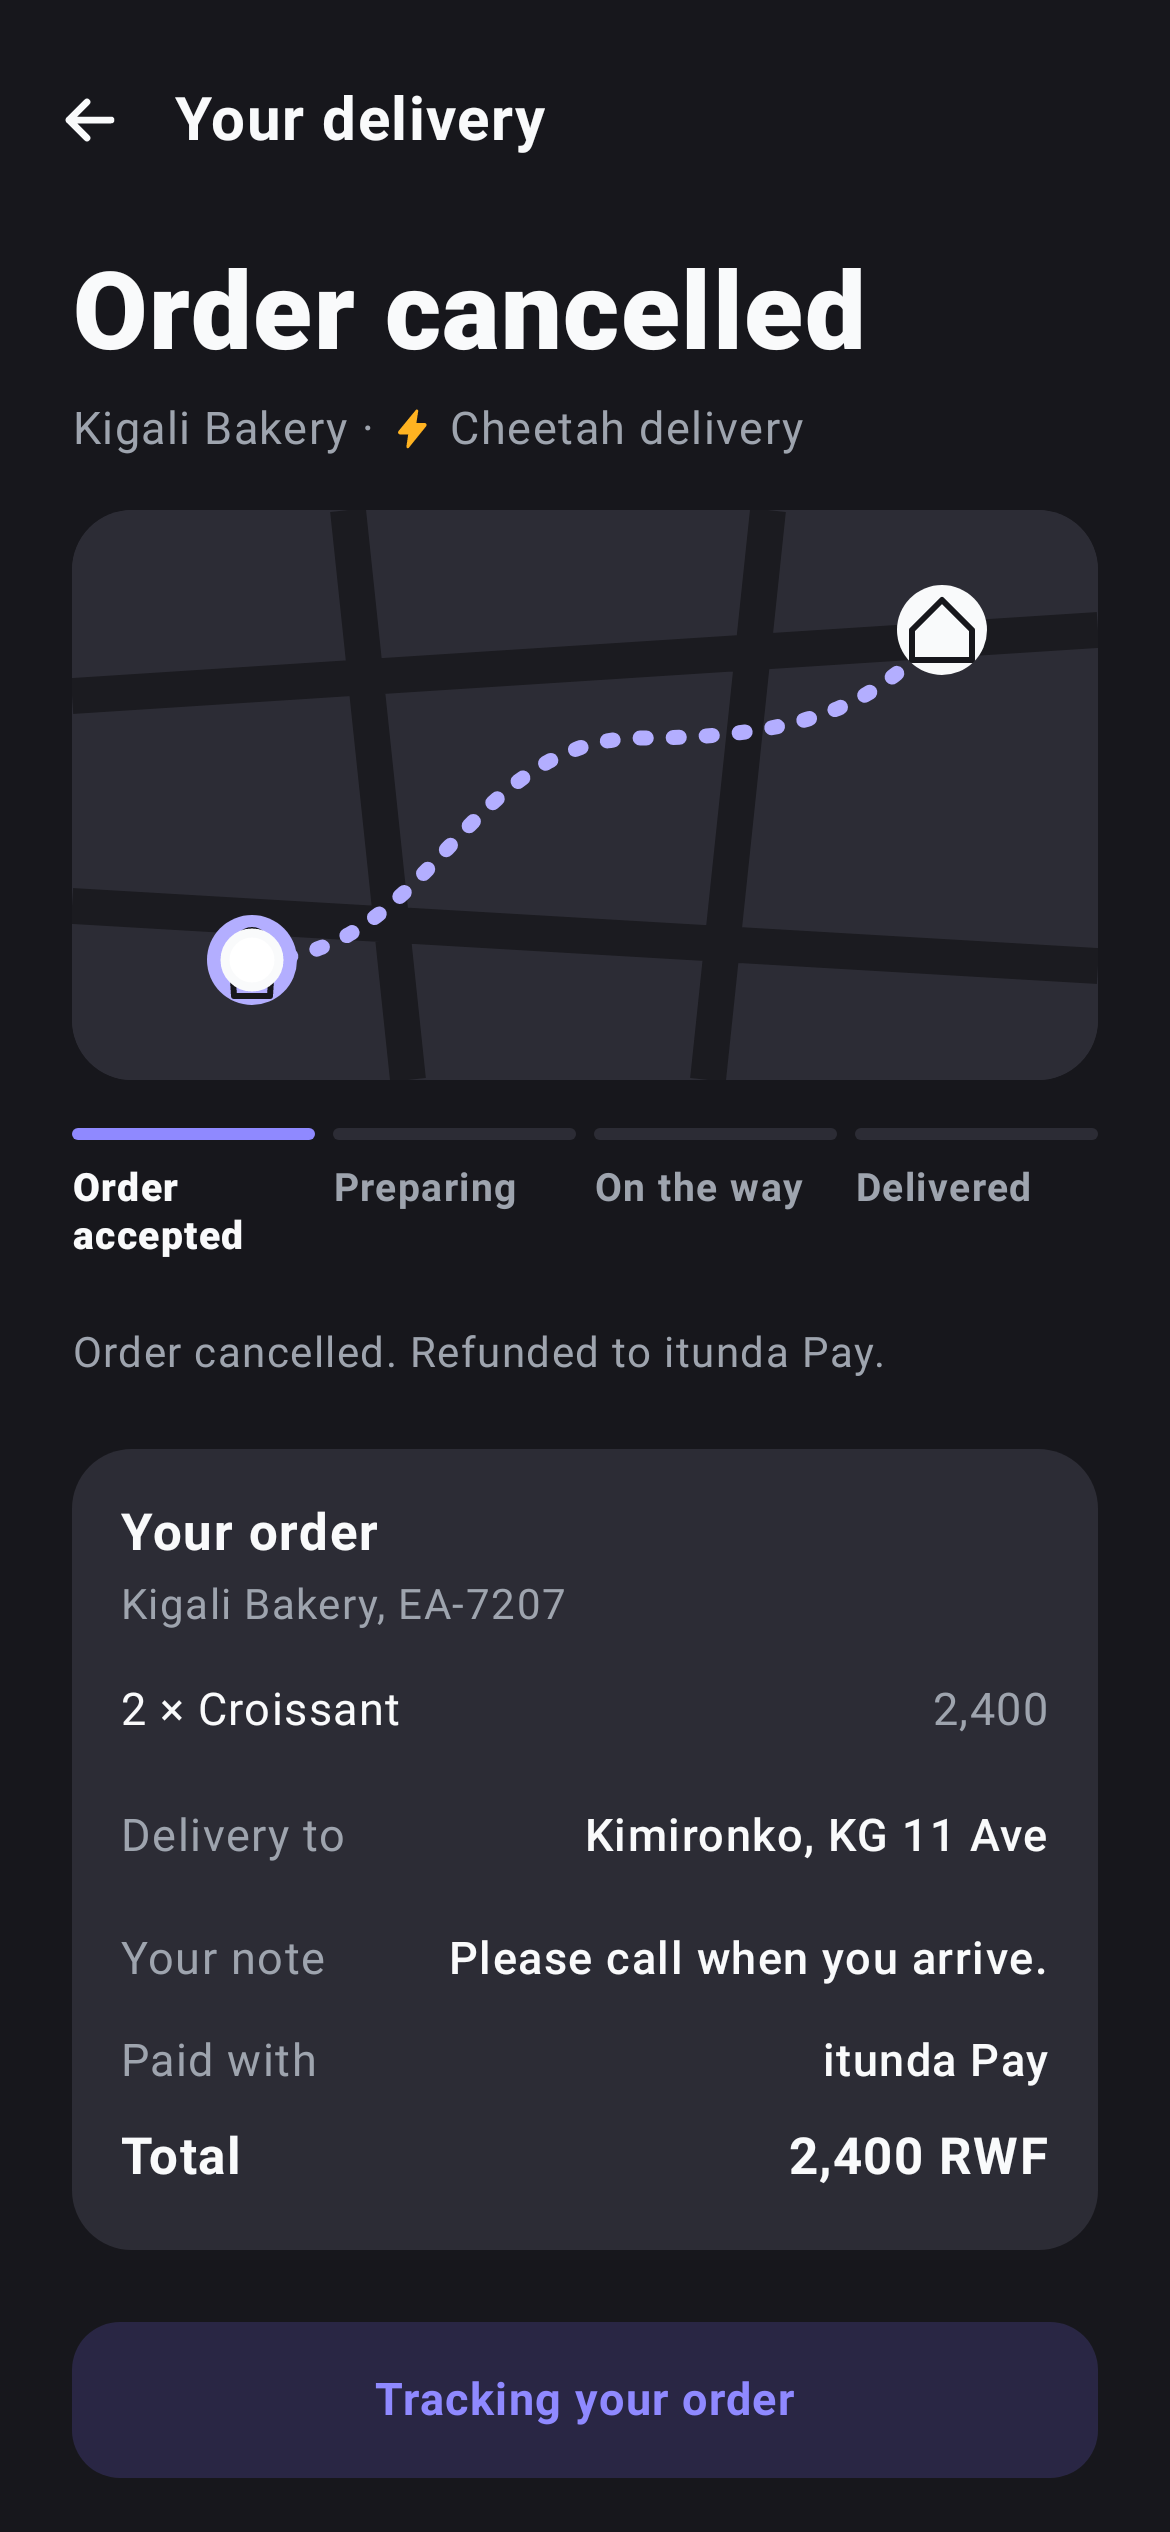 Your delivery
Order cancelled
Kigali Bakery · ⚡ Cheetah delivery
Order accepted
Preparing
On the way
Delivered
Order cancelled. Refunded to itunda Pay.
Your order
Kigali Bakery, EA-7207
2 × Croissant 2,400
Delivery to Kimironko, KG 11 Ave
Your note Please call when you arrive.
Paid with itunda Pay
Total 2,400 RWF
Tracking your order